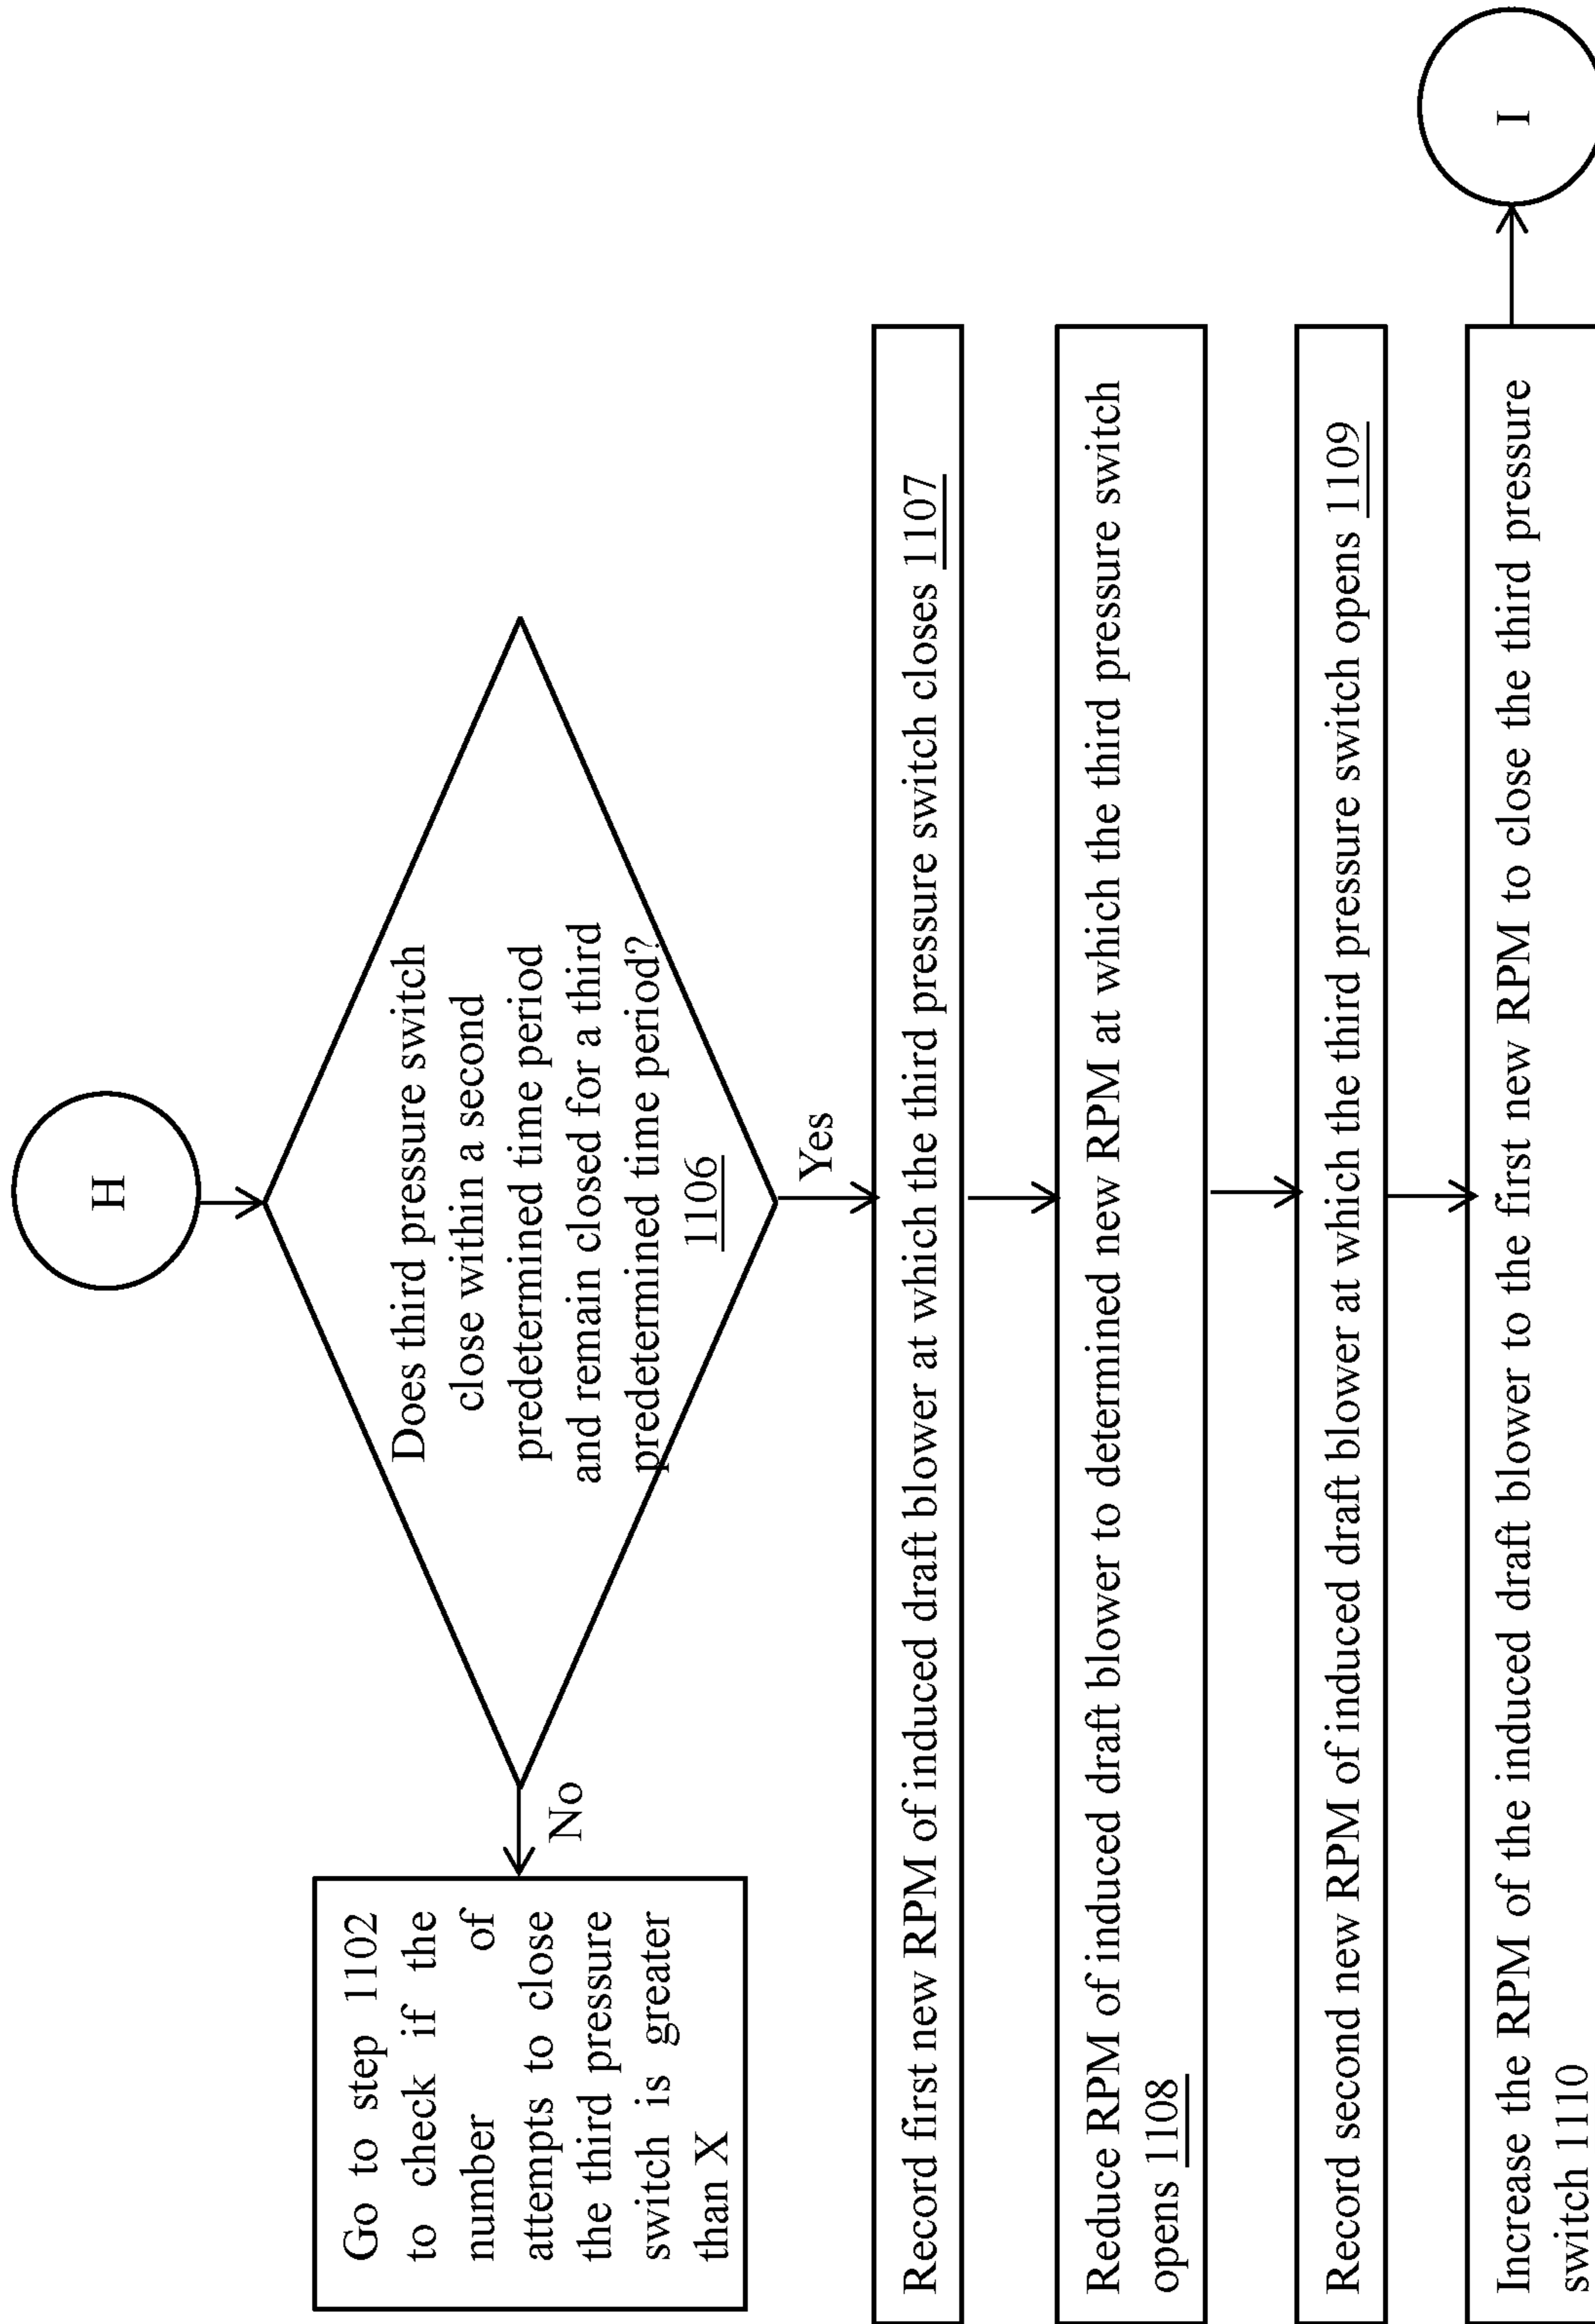 H
Does third pressure switch
close within a second
predetermined time period
and remain closed for a third
predetermined time period?
1106
No
Go to step 1102
to check if the
number of
attempts to close
the third pressure
switch is greater
than X
Yes
Record first new RPM of induced draft blower at which the third pressure switch closes 1107
Reduce RPM of induced draft blower to determined new RPM at which the third pressure switch
opens 1108
Record second new RPM of induced draft blower at which the third pressure switch opens 1109
Increase the RPM of the induced draft blower to the first new RPM to close the third pressure
switch 1110
I